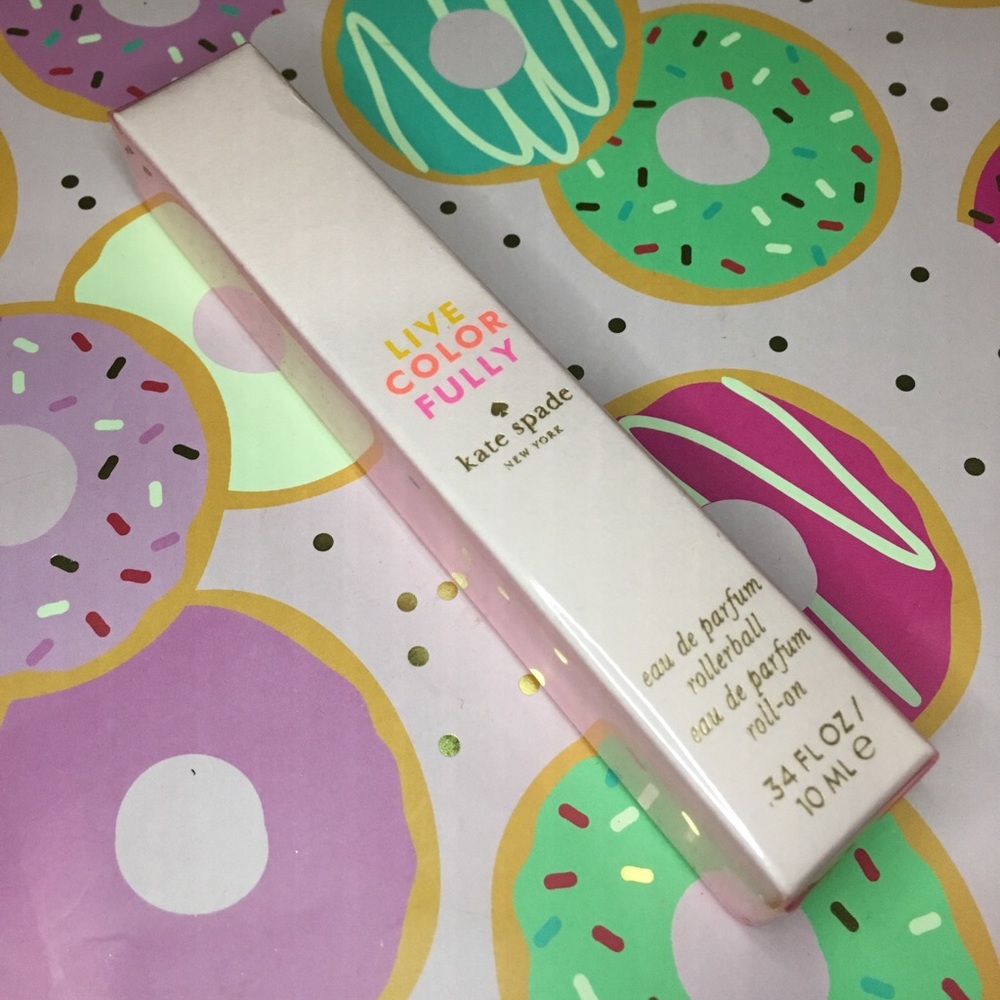 LIVE
COLOR
FULLY
kate spade
NEW YORK
eau de parfum
rollerball
eau de parfum
roll-on
.34 FL OZ /
10 ML e